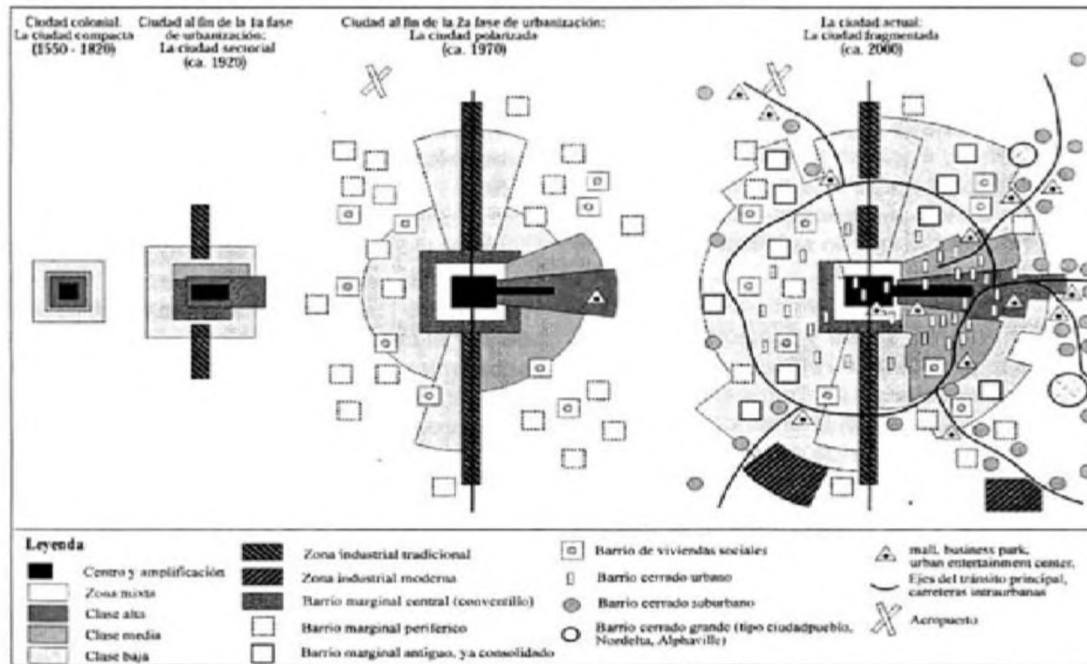 Ciudad colonial:
La ciudad compacta
(1550 - 1820)
Ciudad al fin de la 1a fase
de urbanización:
La ciudad sectorial
(ca. 1920)
Ciudad al fin de la 2a fase de urbanización:
La ciudad polarizada
(ca. 1970)
La ciudad actual:
La ciudad fragmentada
(ca. 2000)
Leyenda
Centro y amplificación
Zona mixta
Clase alta
Clase media
Clase baja
Zona industrial tradicional
Zona industrial moderna
Barrio marginal central (conventillo)
Barrio marginal periférico
Barrio marginal antiguo, ya consolidado
Barrio de viviendas sociales
Barrio cerrado urbano
Barrio cerrado suburbano
Barrio cerrado grande (tipo ciudadpueblo,
Nordelta, Alphaville)
mall, business park,
urban entertainment center,
Ejes del tránsito principal,
carreteras intraurbanas
Aeropuerto